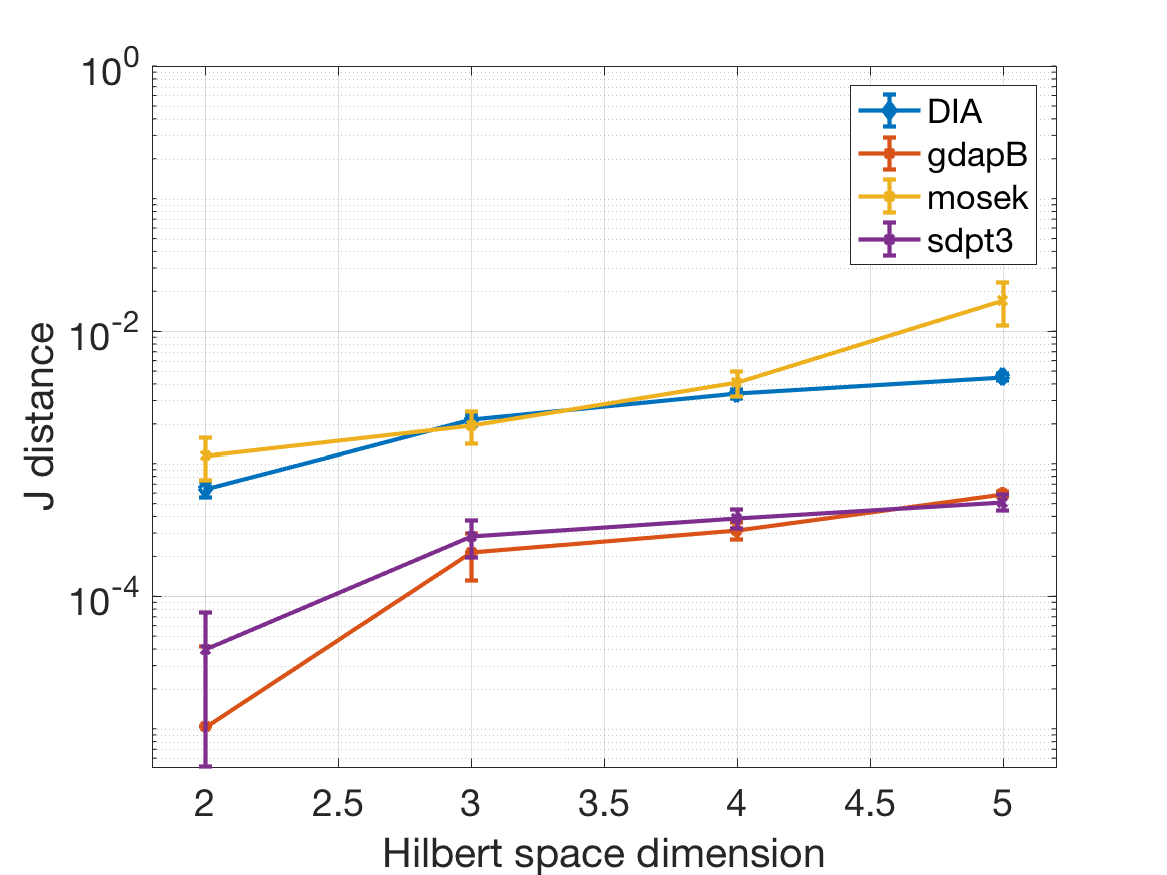 10^0
10^-2
10^-4
J distance
DIA
gdapB
mosek
sdpt3
2 2.5 3 3.5 4 4.5 5
Hilbert space dimension